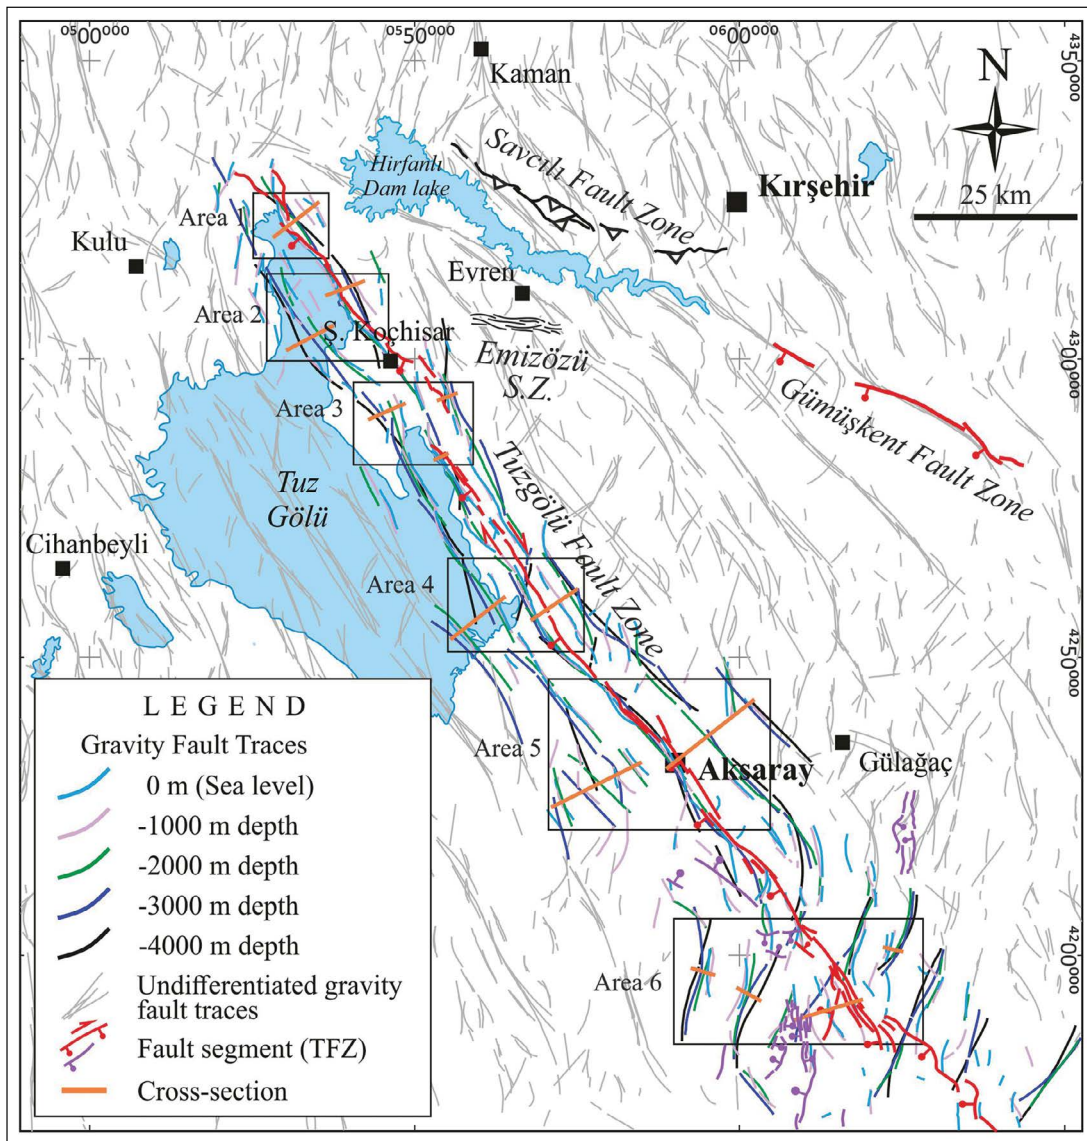 0500000
0550000
0600000
4350000
Kaman
N
25 km
Savcılı Fault Zone
Hirfanlı
Dam lake
Kırşehir
Area 1
Kulu
Evren
Area 2
Ş. Koçhisar
Emizözü
S.Z.
4300000
Area 3
Gümüşkent Fault Zone
Tuz
Gölü
Tuzgölü Fault Zone
Cihanbeyli
Area 4
4250000
Area 5
Aksaray
Gülağaç
Area 6
4200000
LEGEND
Gravity Fault Traces
0 m (Sea level)
-1000 m depth
-2000 m depth
-3000 m depth
-4000 m depth
Undifferentiated gravity
fault traces
Fault segment (TFZ)
Cross-section